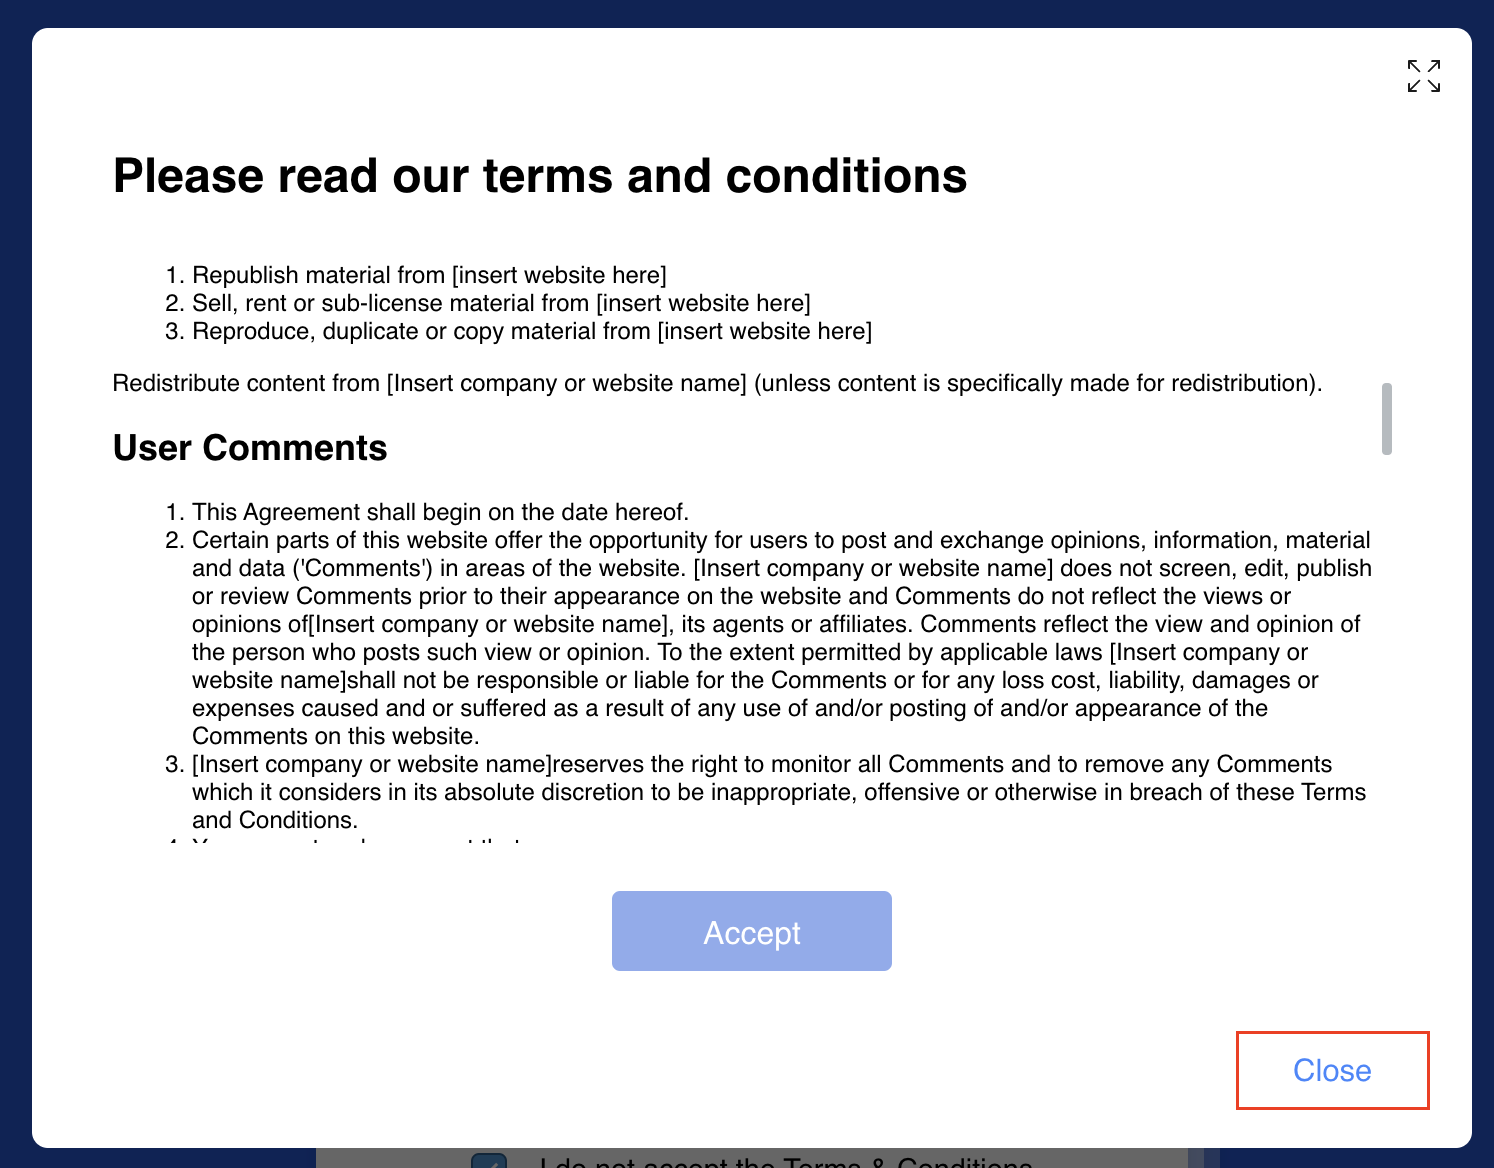 Please read our terms and conditions
1. Republish material from [insert website here]
2. Sell, rent or sub-license material from [insert website here]
3. Reproduce, duplicate or copy material from [insert website here]
Redistribute content from [Insert company or website name] (unless content is specifically made for redistribution).
User Comments
1. This Agreement shall begin on the date hereof.
2. Certain parts of this website offer the opportunity for users to post and exchange opinions, information, material
and data ('Comments') in areas of the website. [Insert company or website name] does not screen, edit, publish
or review Comments prior to their appearance on the website and Comments do not reflect the views or
opinions of[Insert company or website name], its agents or affiliates. Comments reflect the view and opinion of
the person who posts such view or opinion. To the extent permitted by applicable laws [Insert company or
website name]shall not be responsible or liable for the Comments or for any loss cost, liability, damages or
expenses caused and or suffered as a result of any use of and/or posting of and/or appearance of the
Comments on this website.
3. [Insert company or website name]reserves the right to monitor all Comments and to remove any Comments
which it considers in its absolute discretion to be inappropriate, offensive or otherwise in breach of these Terms
and Conditions.
Accept
Close
I do not accept the Terms & Conditions